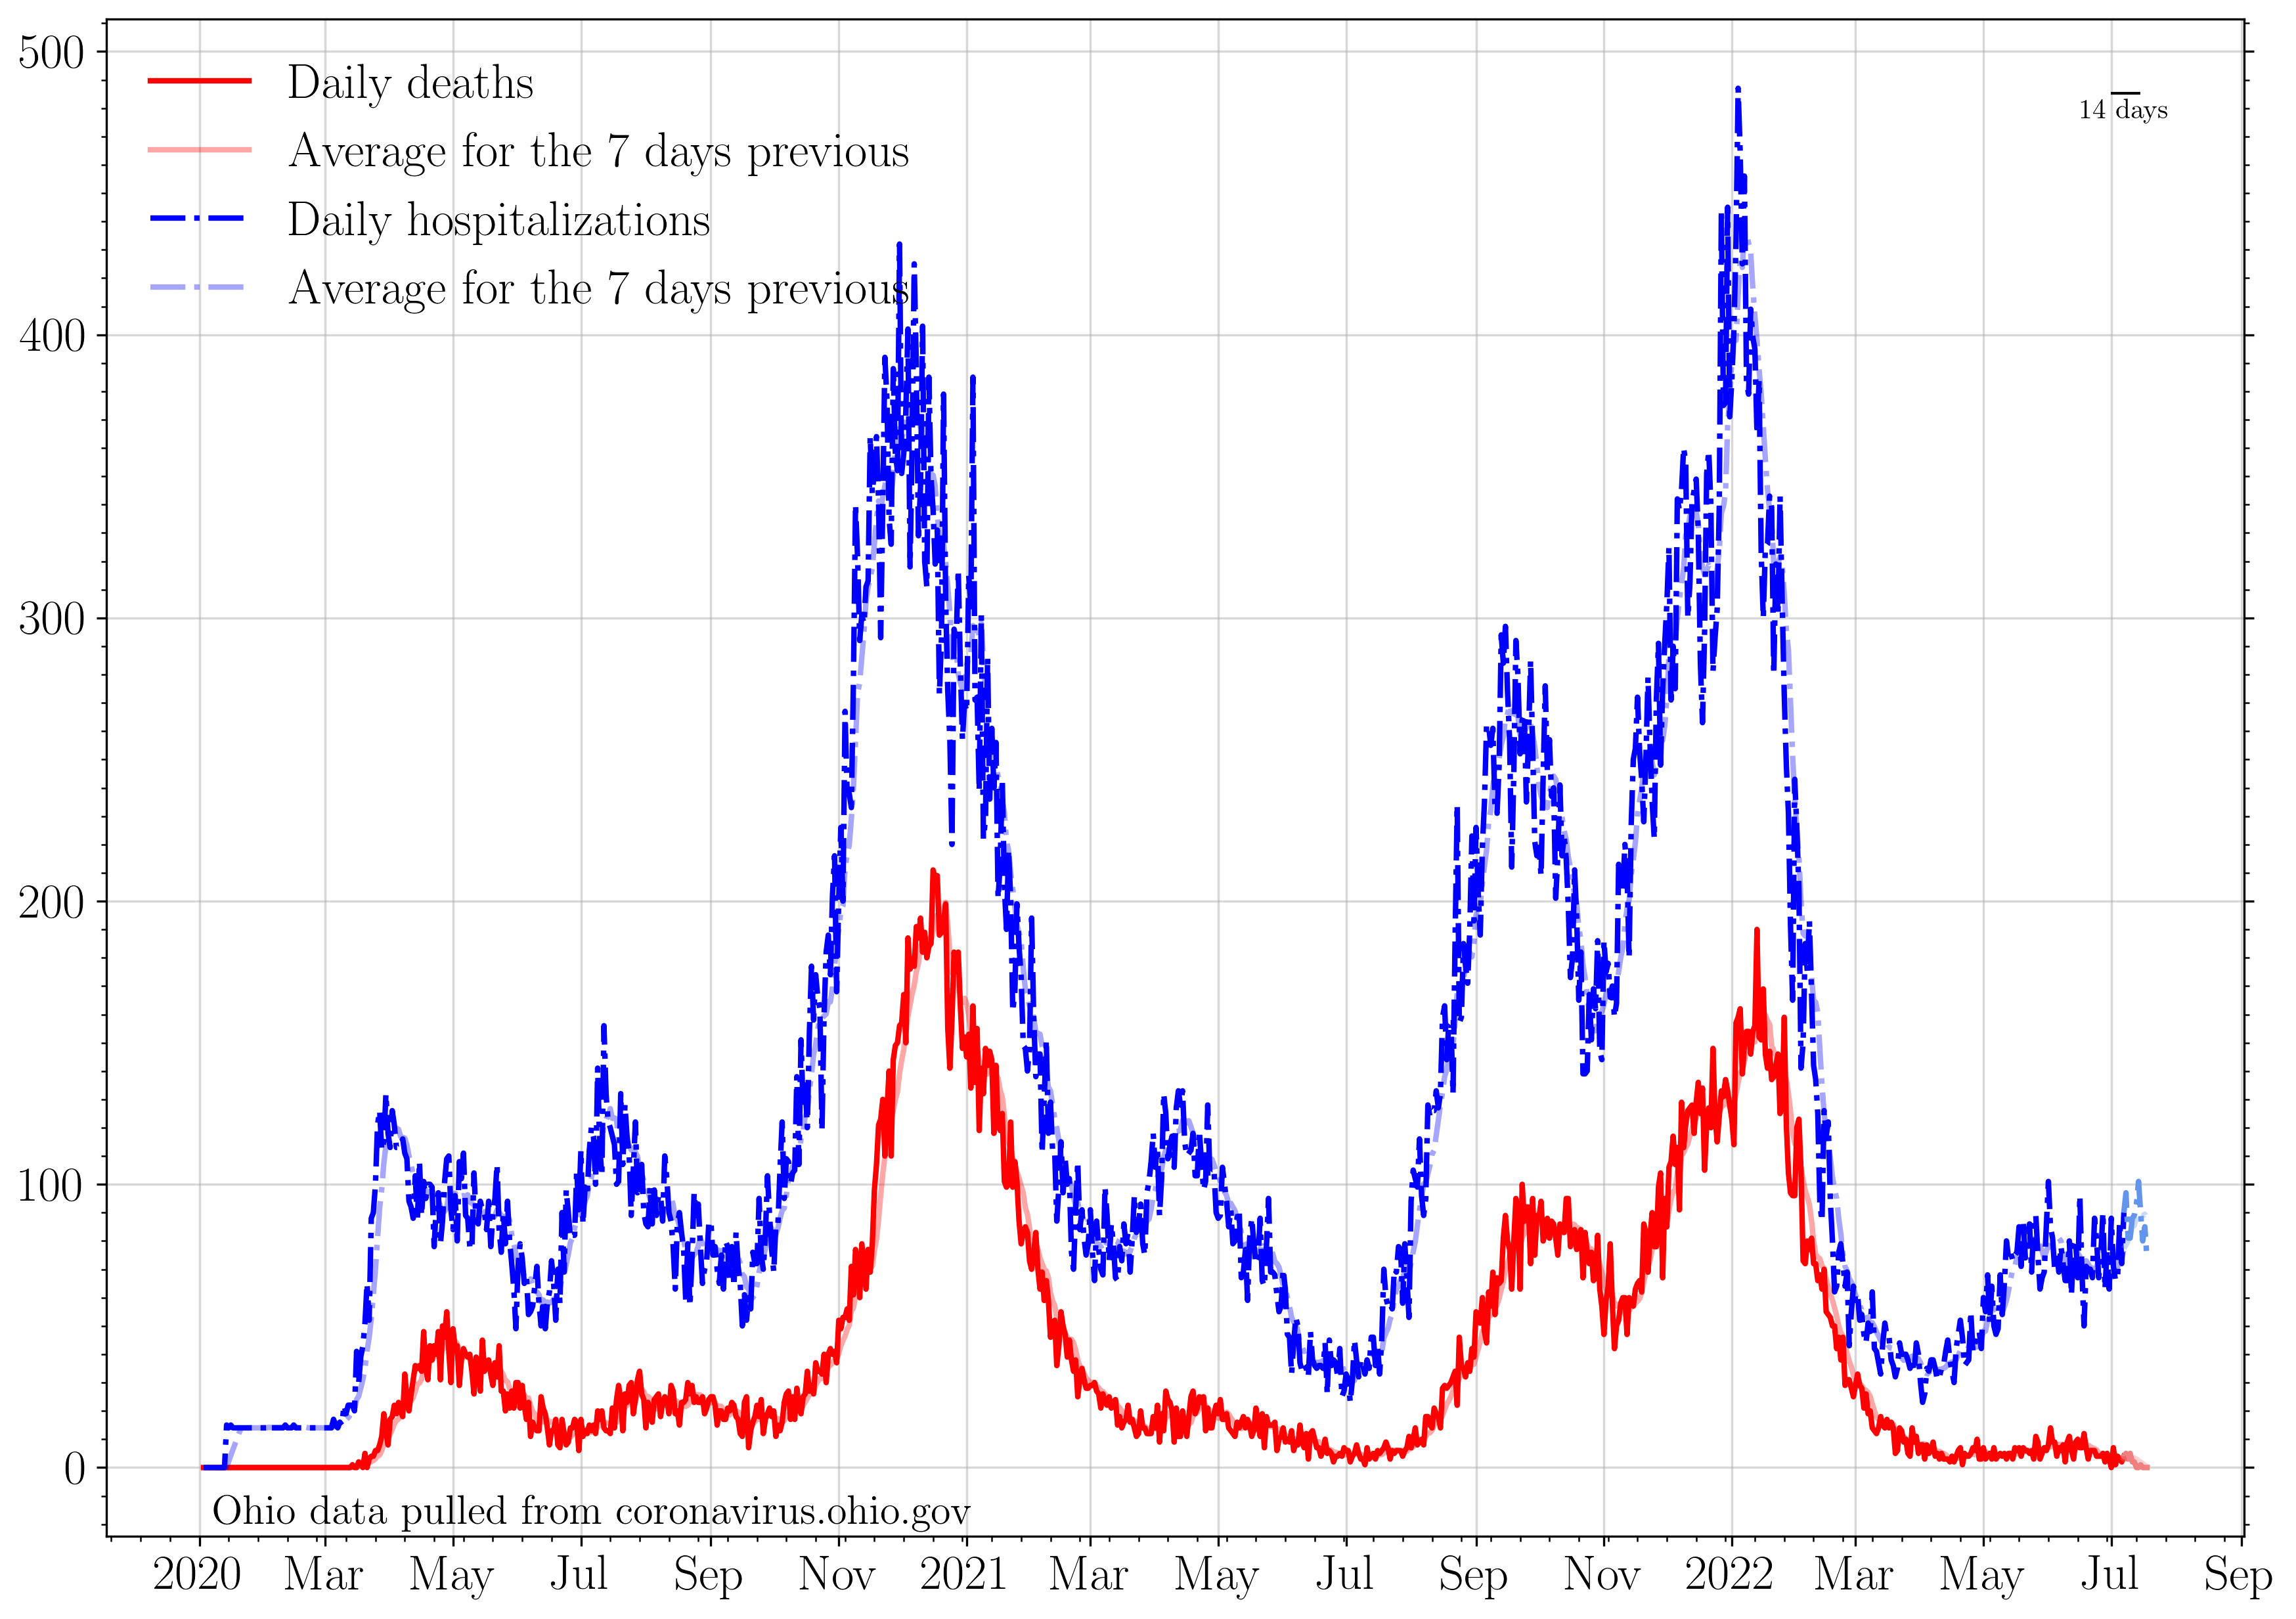 500
400
300
200
100
0
Daily deaths
Average for the 7 days previous
Daily hospitalizations
Average for the 7 days previous
14 days
Ohio data pulled from coronavirus.ohio.gov
2020 Mar May Jul Sep Nov 2021 Mar May Jul Sep Nov 2022 Mar May Jul Sep